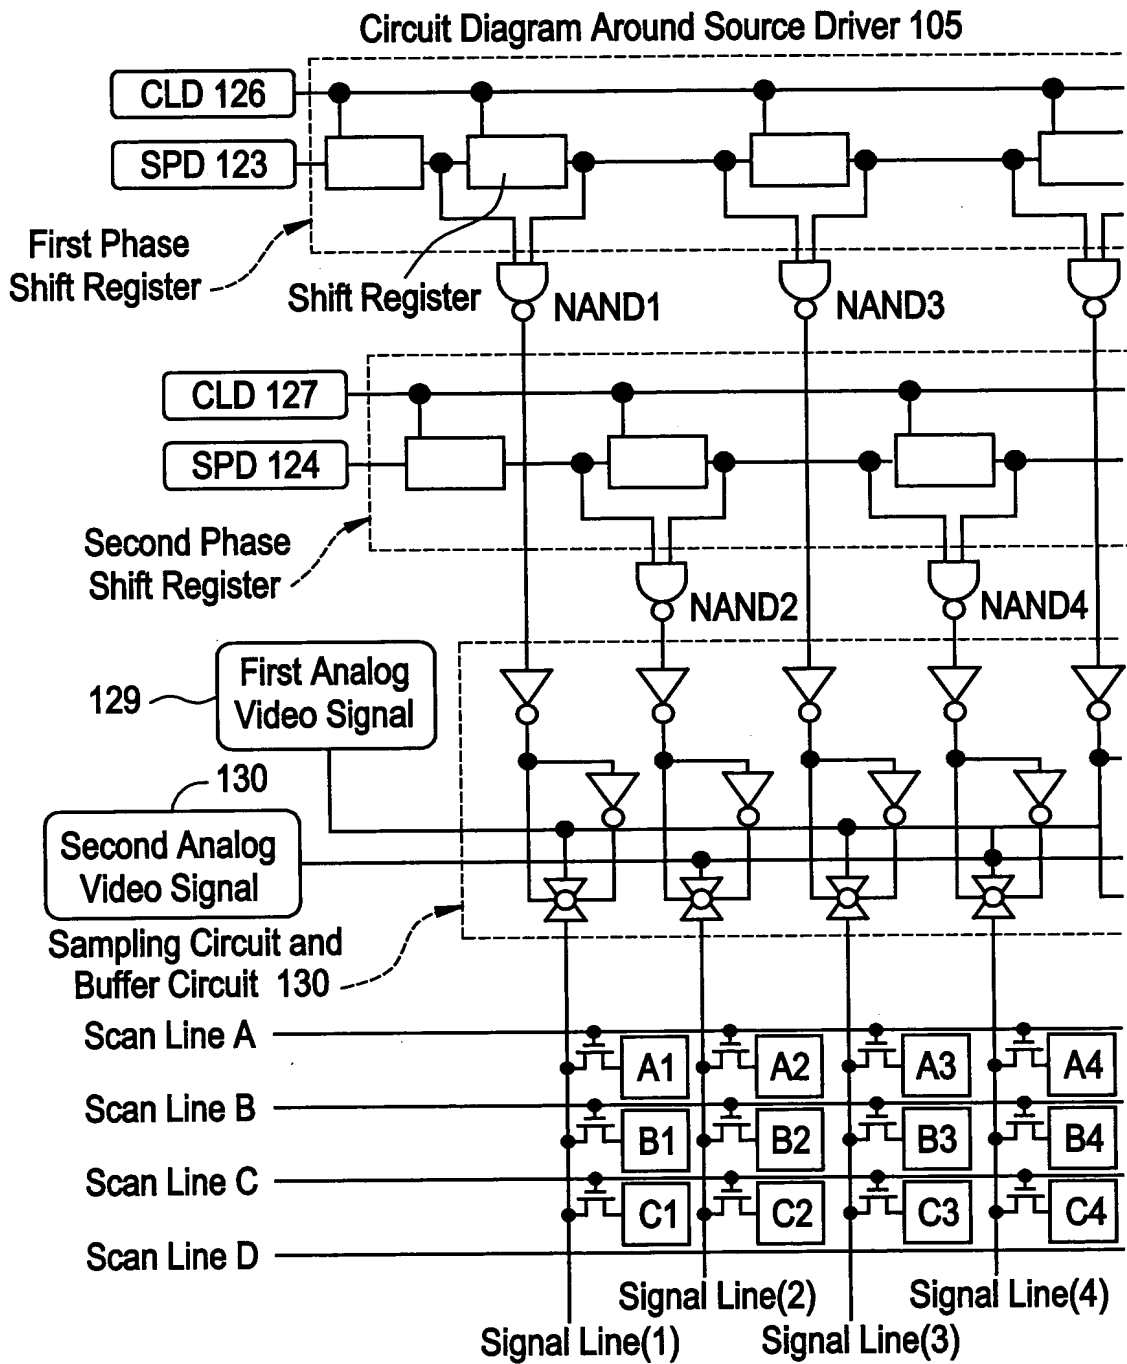 Circuit Diagram Around Source Driver 105
CLD 126
SPD 123
First Phase
Shift Register
Shift Register
NAND1
NAND3
CLD 127
SPD 124
Second Phase
Shift Register
NAND2
NAND4
First Analog
Video Signal
129
130
Second Analog
Video Signal
Sampling Circuit and
Buffer Circuit 130
Scan Line A
A1
A2
A3
A4
Scan Line B
B1
B2
B3
B4
Scan Line C
C1
C2
C3
C4
Scan Line D
Signal Line(2)
Signal Line(4)
Signal Line(1)
Signal Line(3)